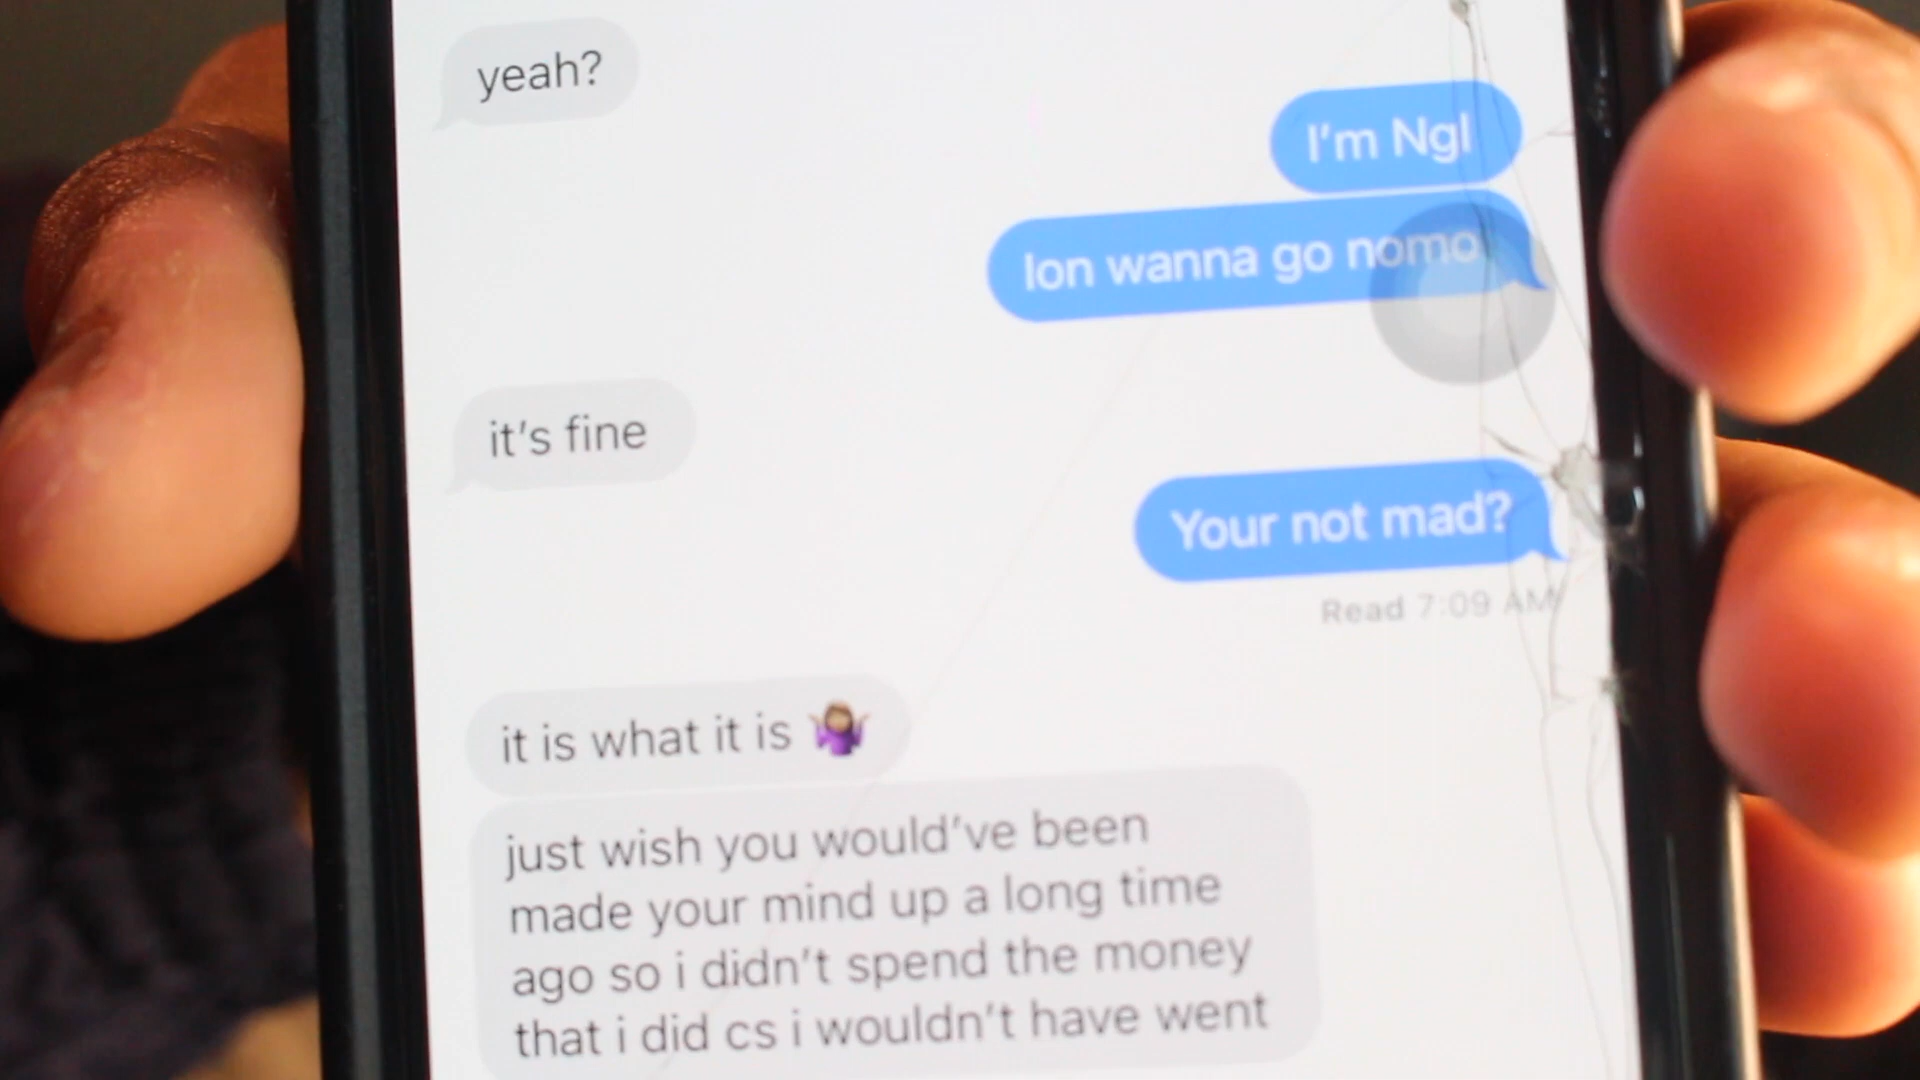 yeah?
I'm Ngl
Ion wanna go nomo
it's fine
Your not mad?
Read 7:09 AM
it is what it is 🤷🏽‍♀️
just wish you would've been
made your mind up a long time
ago so i didn't spend the money
that i did cs i wouldn't have went